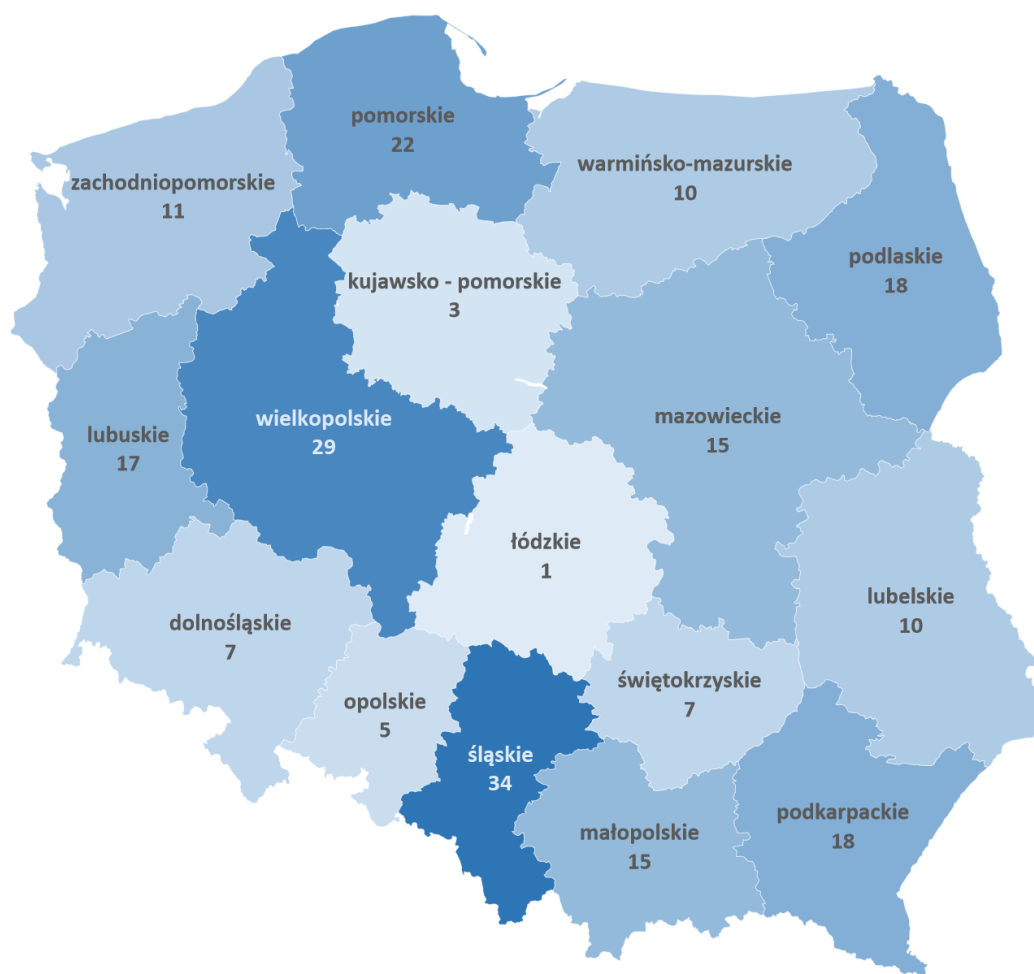 pomorskie
22
warmińsko-mazurskie
10
zachodniopomorskie
11
podlaskie
18
kujawsko - pomorskie
3
mazowieckie
15
wielkopolskie
29
lubuskie
17
łódzkie
1
lubelskie
10
dolnośląskie
7
świętokrzyskie
7
opolskie
5
śląskie
34
podkarpackie
18
małopolskie
15